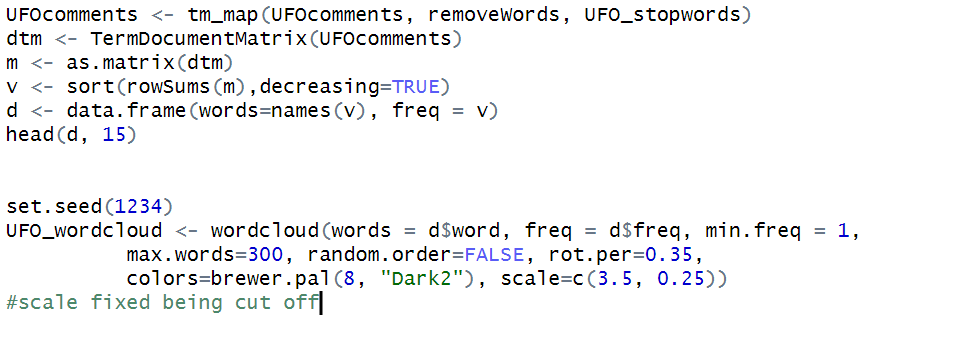 UFOcomments <- tm_map(UFOcomments, removeWords, UFO_stopwords)
dtm <- TermDocumentMatrix(UFOcomments)
m <- as.matrix(dtm)
v <- sort(rowSums(m),decreasing=TRUE)
d <- data.frame(words=names(v), freq = v)
head(d, 15)
set.seed(1234)
UFO_wordcloud <- wordcloud(words = d$word, freq = d$freq, min.freq = 1,
max.words=300, random.order=FALSE, rot.per=0.35,
colors=brewer.pal(8, "Dark2"), scale=c(3.5, 0.25))
#scale fixed being cut off